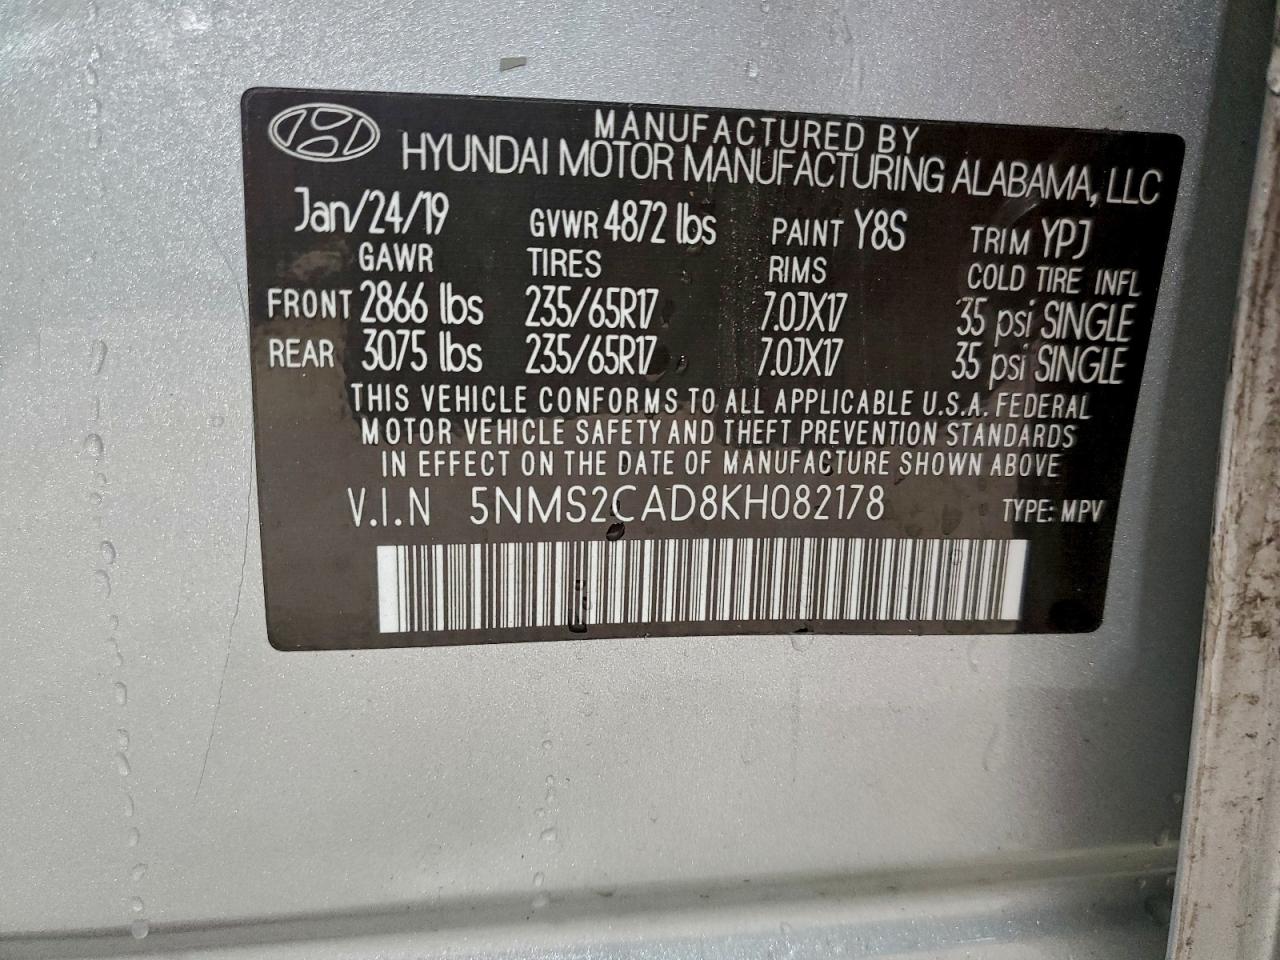 MANUFACTURED BY
HYUNDAI MOTOR MANUFACTURING ALABAMA, LLC
Jan/24/19 GVWR 4872 lbs PAINT Y8S TRIM YPJ
GAWR TIRES RIMS COLD TIRE INFL
FRONT 2866 lbs 235/65R17 7.0JX17 35 psi SINGLE
REAR 3075 lbs 235/65R17 7.0JX17 35 psi SINGLE
THIS VEHICLE CONFORMS TO ALL APPLICABLE U.S.A. FEDERAL
MOTOR VEHICLE SAFETY AND THEFT PREVENTION STANDARDS
IN EFFECT ON THE DATE OF MANUFACTURE SHOWN ABOVE
V.I.N 5NMS2CAD8KH082178 TYPE: MPV